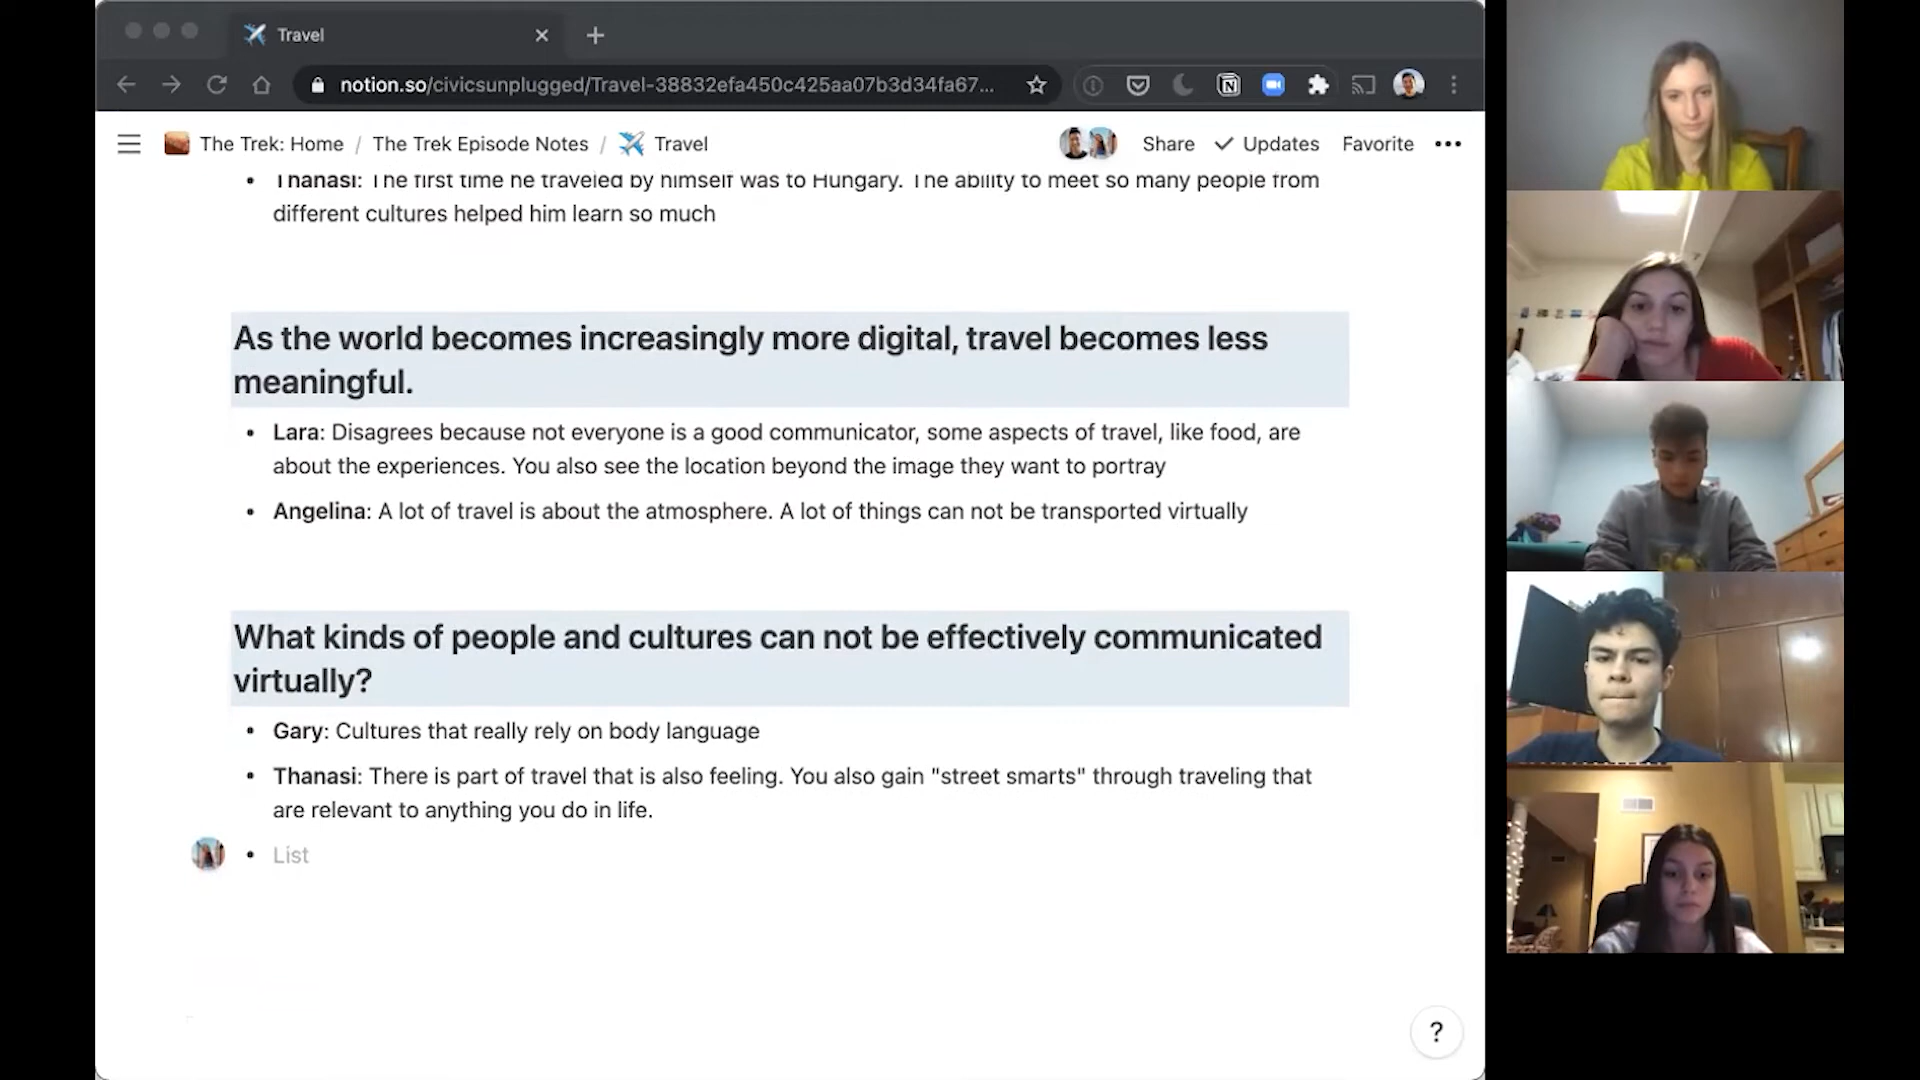 Travel
notion.so/civicsunplugged/Travel-38832efa450c425aa07b3d34fa67...
The Trek: Home / The Trek Episode Notes / Travel
Share Updates Favorite
Thanasi: The first time he traveled by himself was to Hungary. The ability to meet so many people from
different cultures helped him learn so much
As the world becomes increasingly more digital, travel becomes less
meaningful.
Lara: Disagrees because not everyone is a good communicator, some aspects of travel, like food, are
about the experiences. You also see the location beyond the image they want to portray
Angelina: A lot of travel is about the atmosphere. A lot of things can not be transported virtually
What kinds of people and cultures can not be effectively communicated
virtually?
Gary: Cultures that really rely on body language
Thanasi: There is part of travel that is also feeling. You also gain "street smarts" through traveling that
are relevant to anything you do in life.
List
?